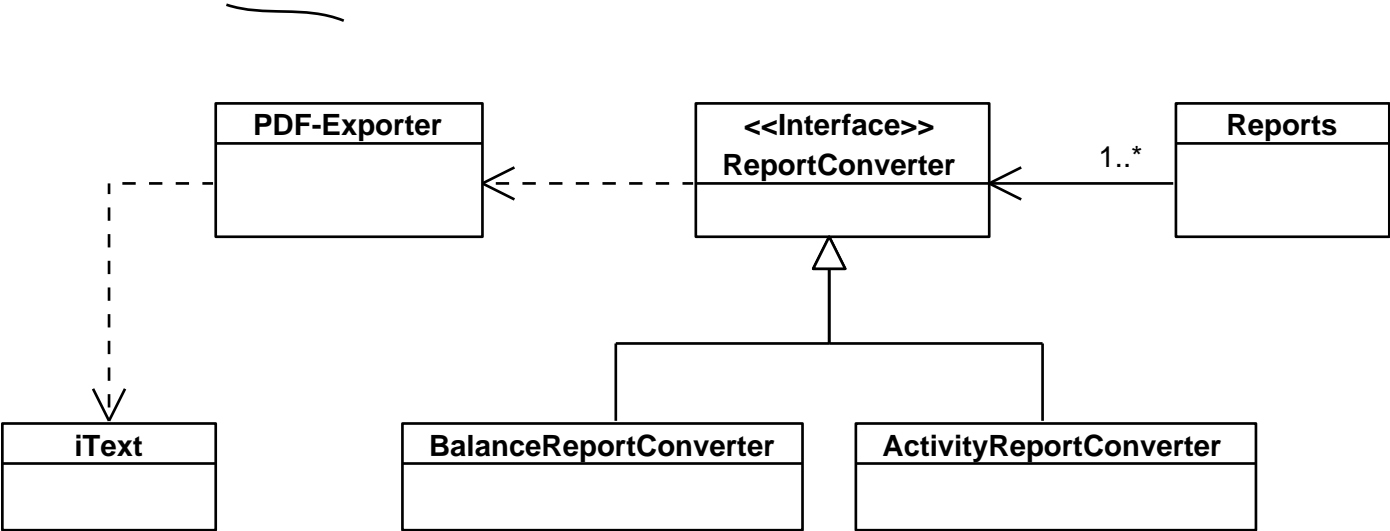 PDF-Exporter
<<Interface>>
ReportConverter
1..*
Reports
iText
BalanceReportConverter
ActivityReportConverter